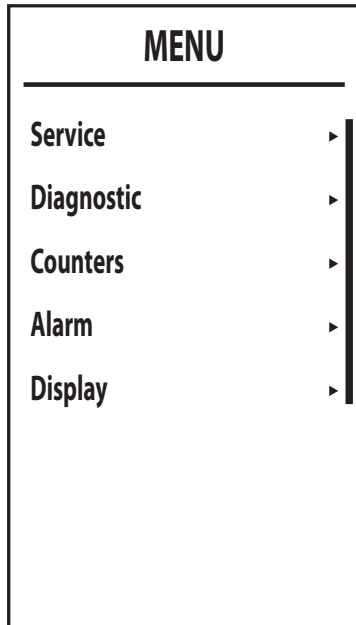 MENU
Service
Diagnostic
Counters
Alarm
Display